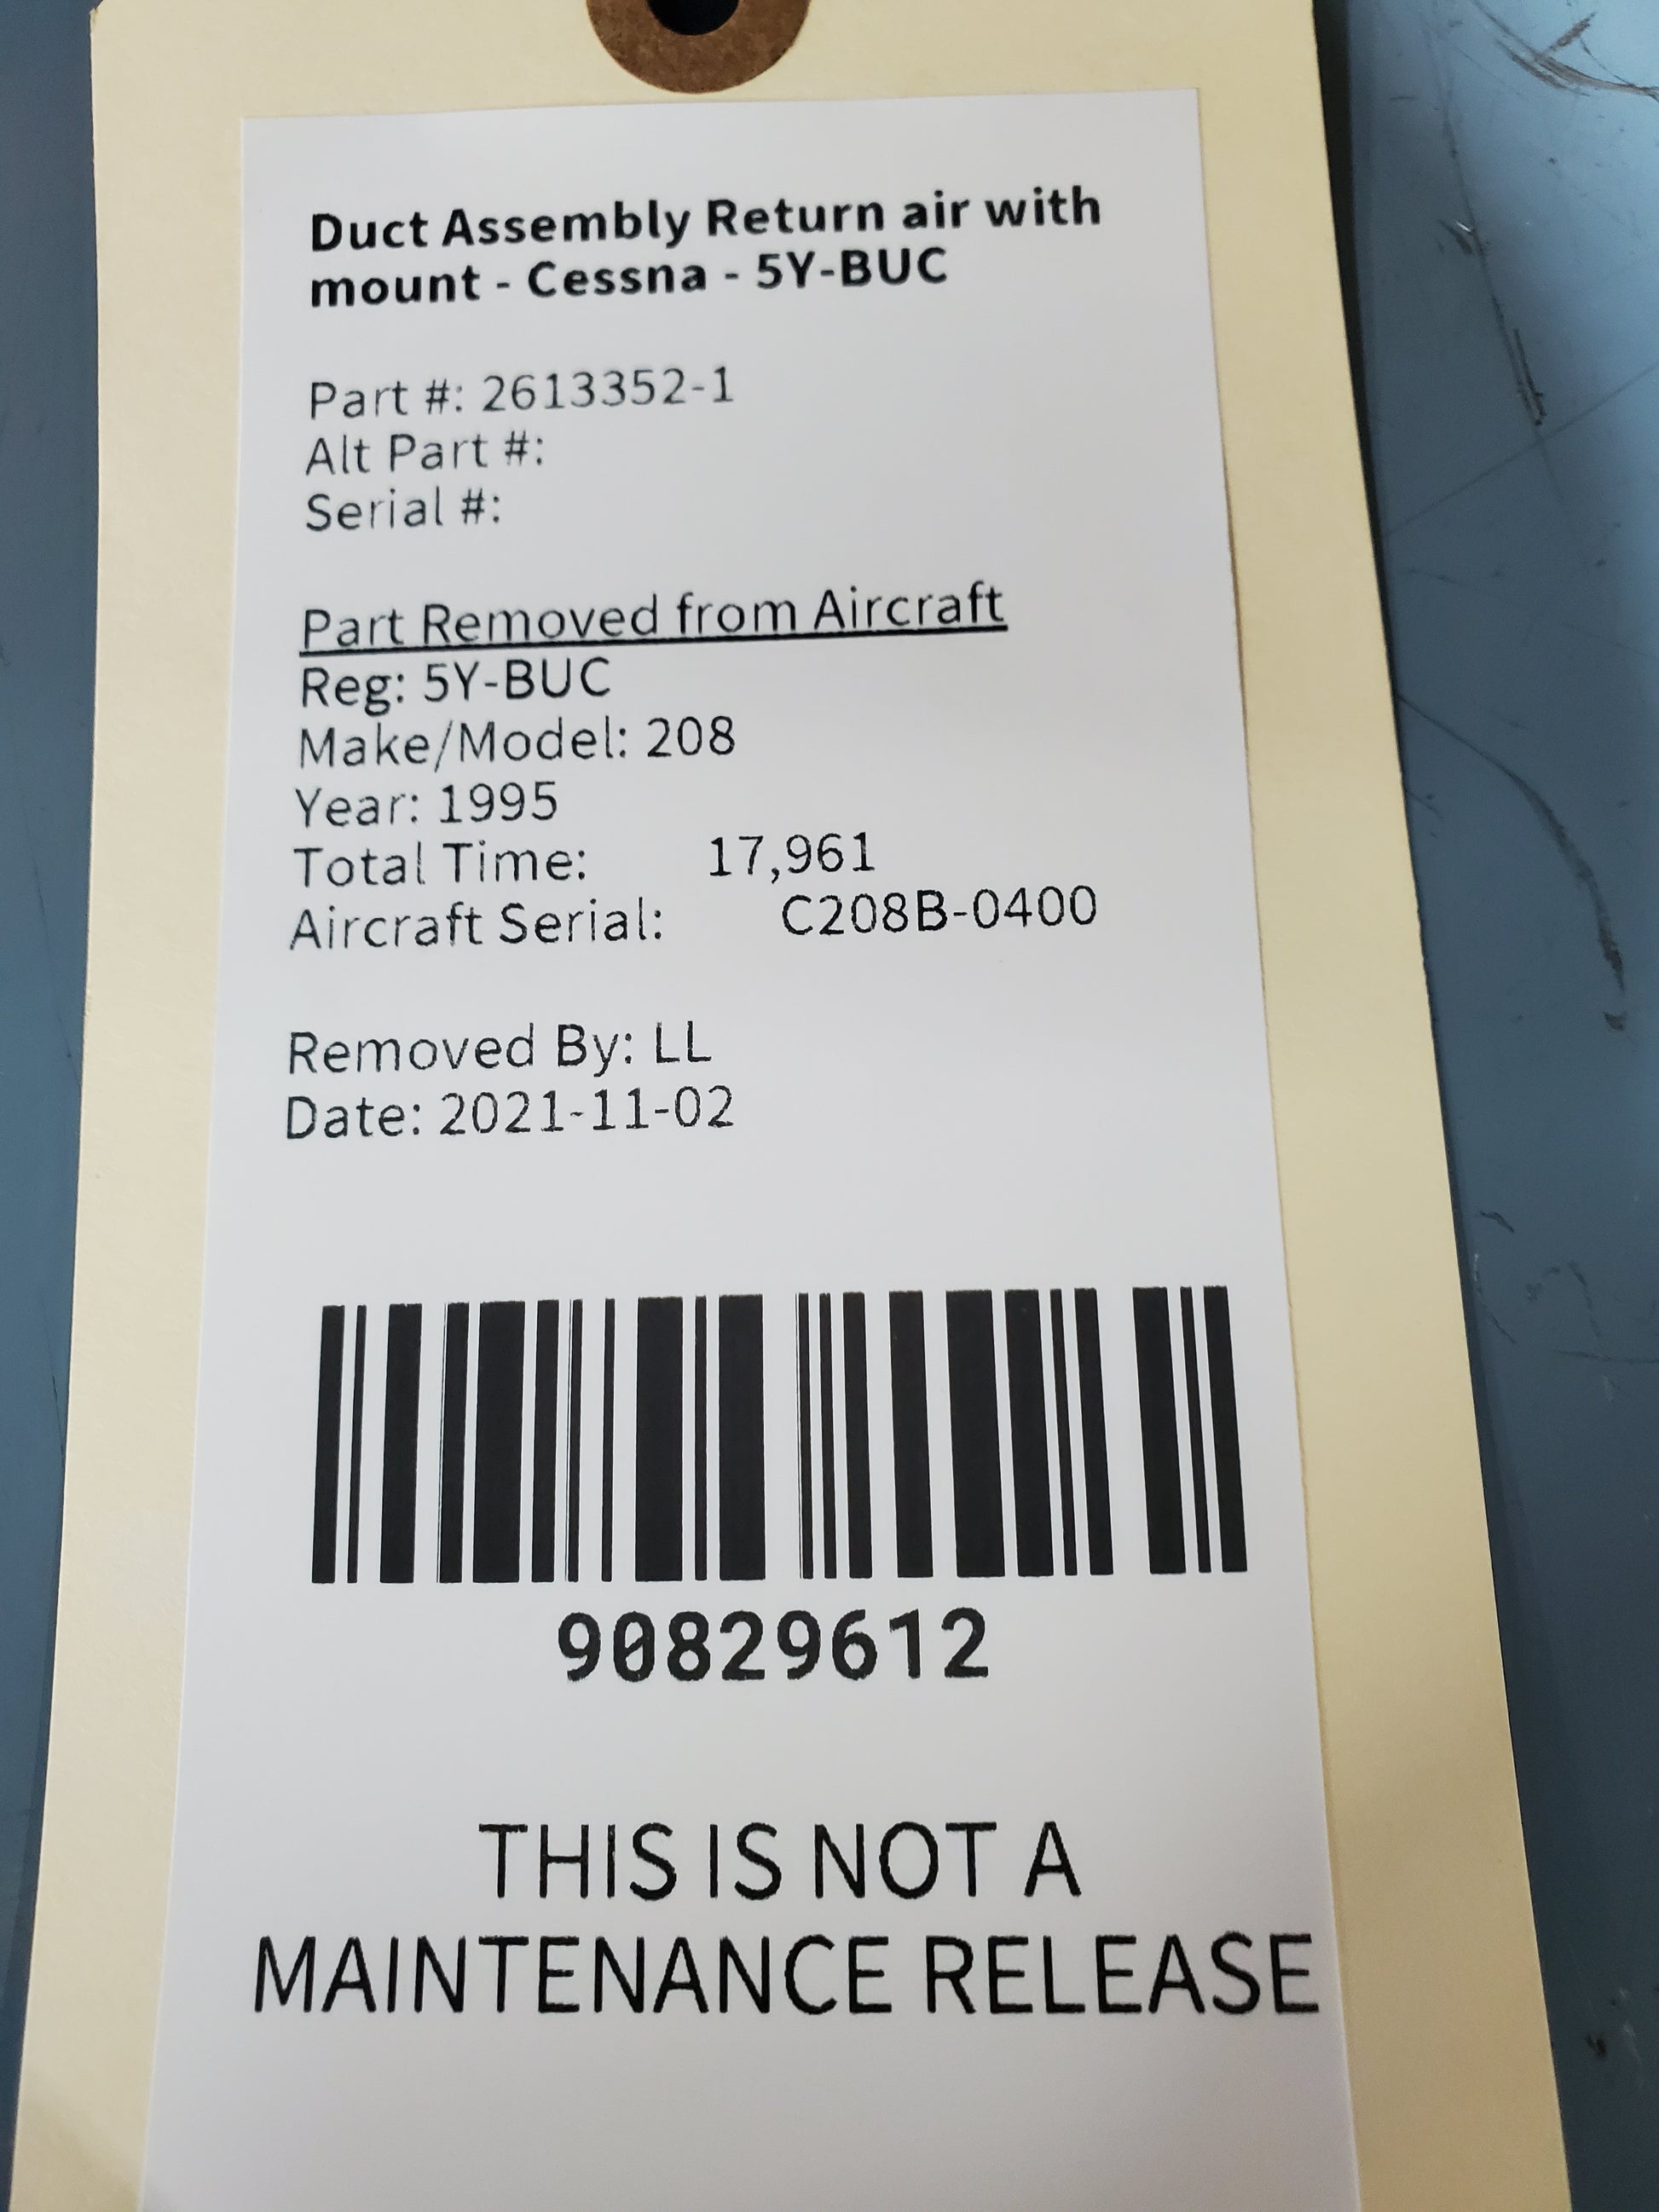 Duct Assembly Return air with
mount - Cessna - 5Y-BUC
Part #: 2613352-1
Alt Part #:
Serial #:
Part Removed from Aircraft
Reg: 5Y-BUC
Make/Model: 208
Year: 1995
Total Time: 17,961
Aircraft Serial: C208B-0400
Removed By: LL
Date: 2021-11-02
90829612
THIS IS NOT A
MAINTENANCE RELEASE